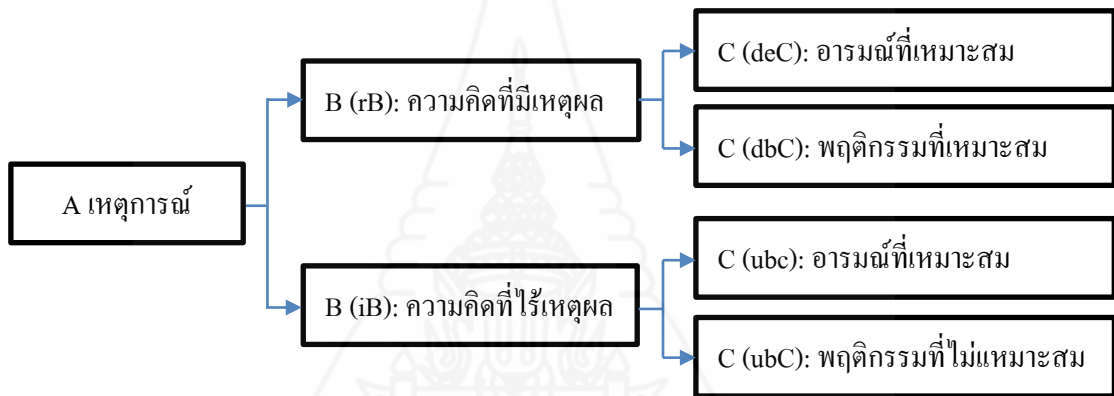 A เหตุการณ์
B (rB): ความคิดที่มีเหตุผล
C (deC): อารมณ์ที่เหมาะสม
C (dbC): พฤติกรรมที่เหมาะสม
B (iB): ความคิดที่ไร้เหตุผล
C (ubc): อารมณ์ที่เหมาะสม
C (ubC): พฤติกรรมที่ไม่แหมาะสม